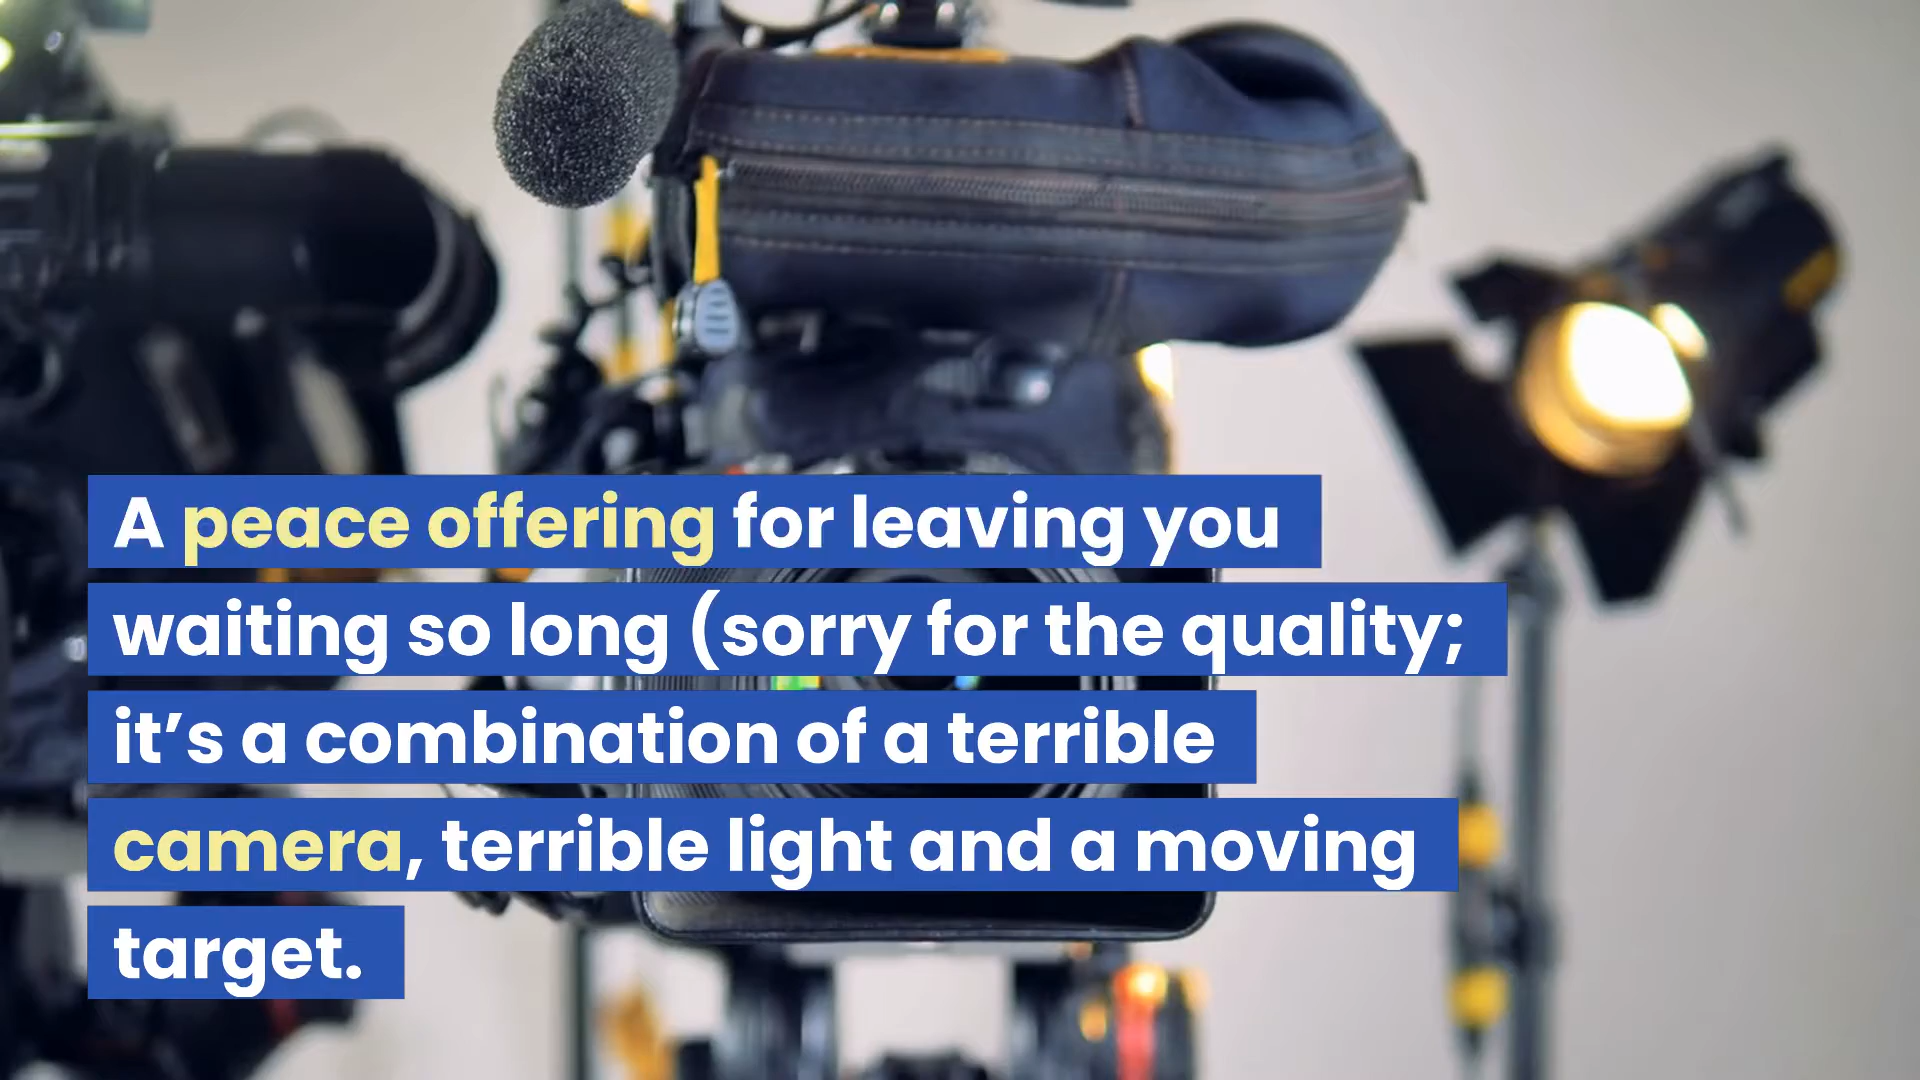 A peace offering for leaving you
waiting so long (sorry for the quality;
it’s a combination of a terrible
camera, terrible light and a moving
target.